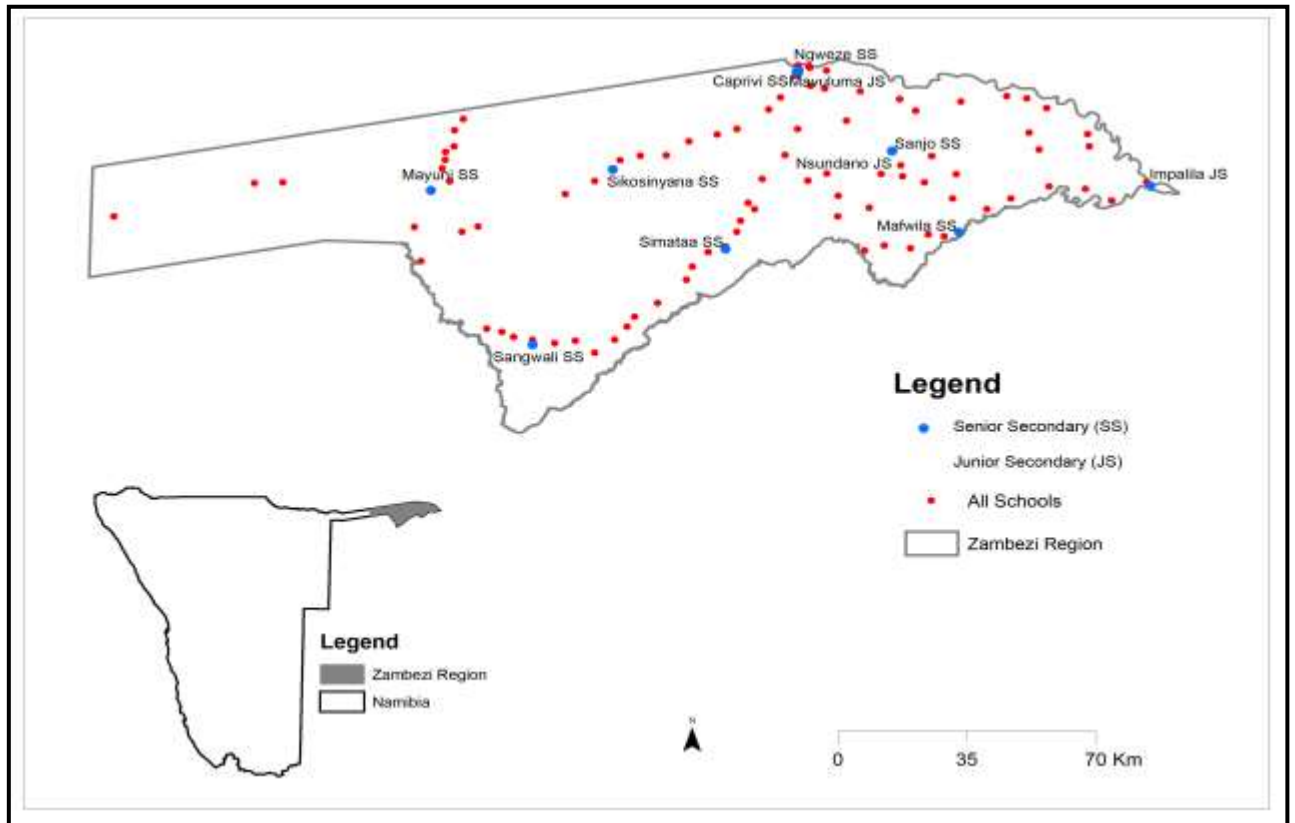 Ngweze SS
Caprivi SS Mavuluma JS
Sanjo SS
Nsundano JS
Mayuni SS
Sikosinyana SS
Impalila JS
Mafwila SS
Simataa SS
Sangwali SS
Legend
Senior Secondary (SS)
Junior Secondary (JS)
All Schools
Zambezi Region
Legend
Zambezi Region
Namibia
N
0 35 70 Km